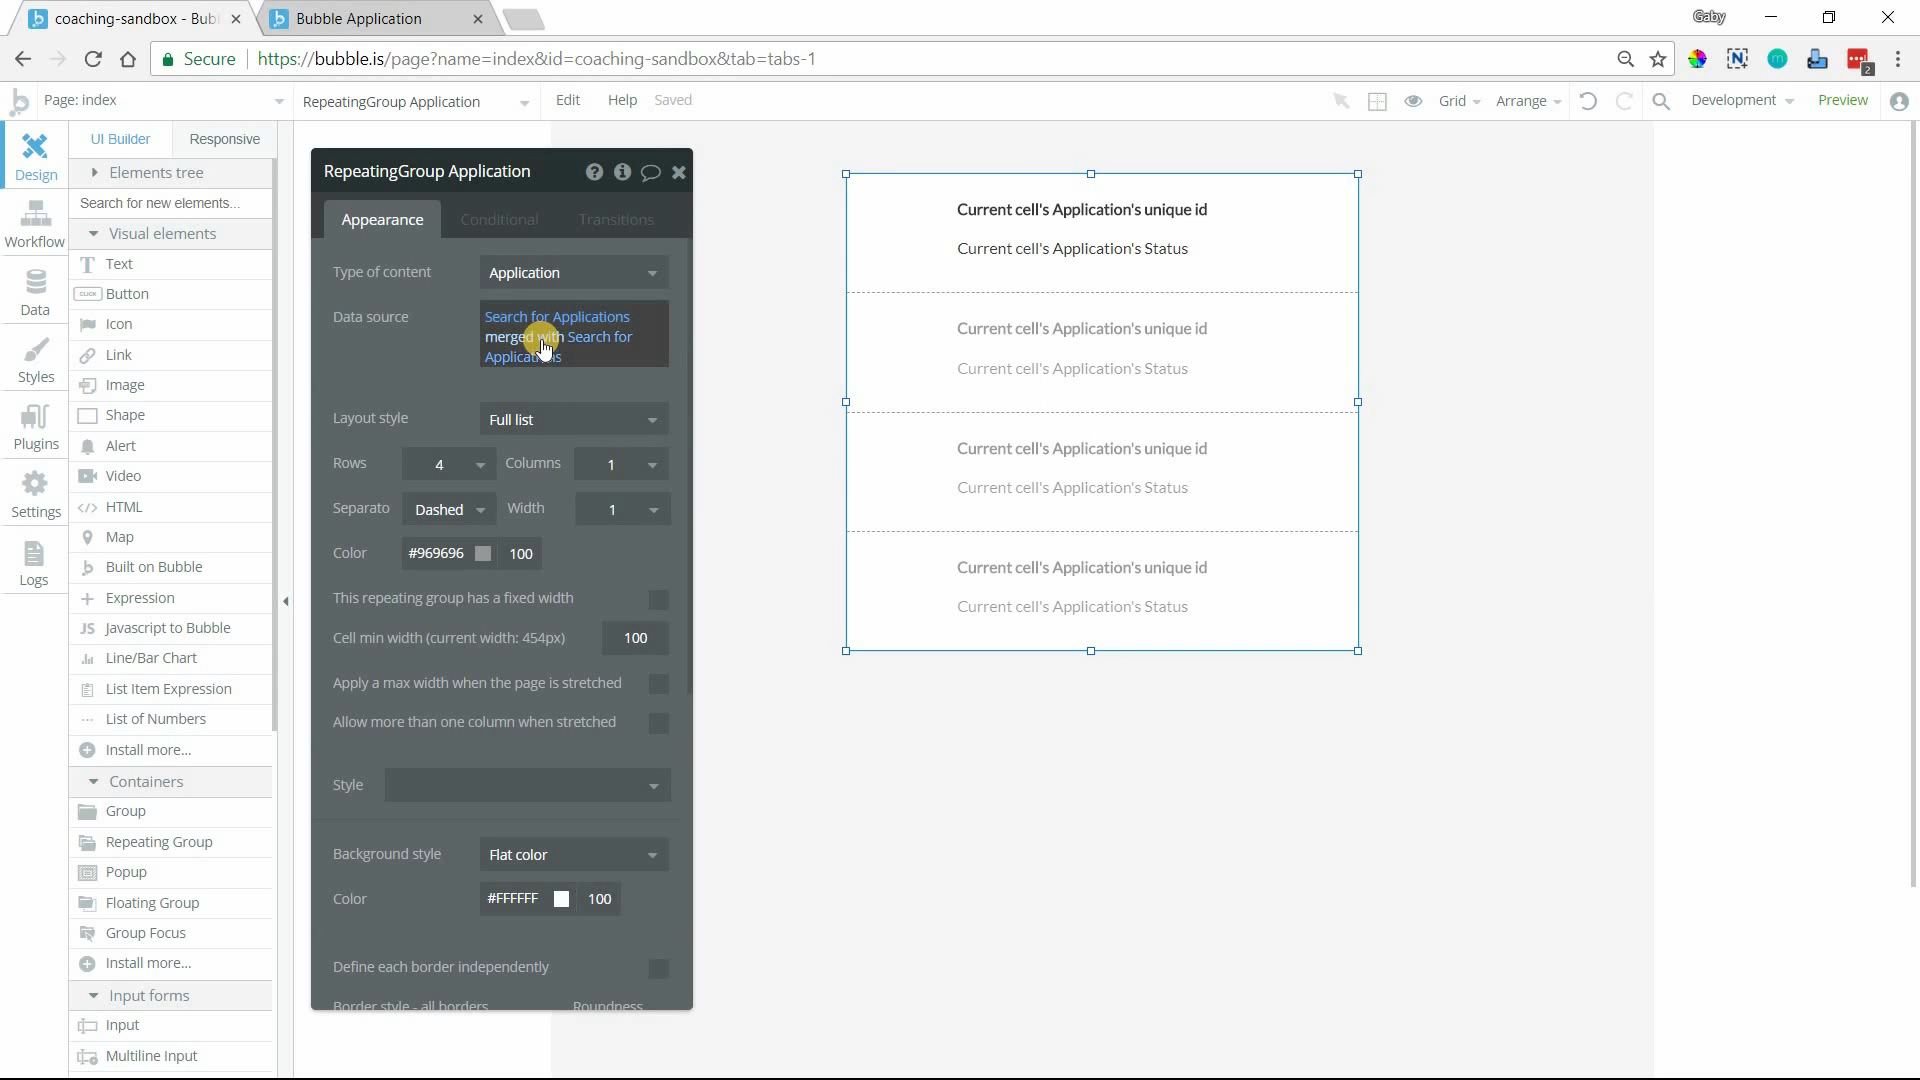 coaching-sandbox - Bub
Bubble Application
Gaby
Secure
https://bubble.is/page?name=index&id=coaching-sandbox&tab=tabs-1
2
Page: index
RepeatingGroup Application
Edit
Help
Saved
Grid
Arrange
Development
Preview
Design
Workflow
Data
Styles
Plugins
Settings
Logs
UI Builder
Responsive
Elements tree
Search for new elements...
Visual elements
Text
CLICK
Button
Icon
Link
Image
Shape
Alert
Video
</> HTML
Map
Built on Bubble
Expression
JS Javascript to Bubble
Line/Bar Chart
List Item Expression
List of Numbers
Install more...
Containers
Group
Repeating Group
Popup
Floating Group
Group Focus
Install more...
Input forms
Input
Multiline Input
RepeatingGroup Application
Appearance
Conditional
Transitions
Type of content
Application
Data source
Search for Applications
merged with Search for
Applications
Layout style
Full list
Rows
4
Columns
1
Separato
Dashed
Width
1
Color
#969696
100
This repeating group has a fixed width
Cell min width (current width: 454px)
100
Apply a max width when the page is stretched
Allow more than one column when stretched
Style
Background style
Flat color
Color
#FFFFFF
100
Define each border independently
Border style - all borders
Roundness
Current cell's Application's unique id
Current cell's Application's Status
Current cell's Application's unique id
Current cell's Application's Status
Current cell's Application's unique id
Current cell's Application's Status
Current cell's Application's unique id
Current cell's Application's Status